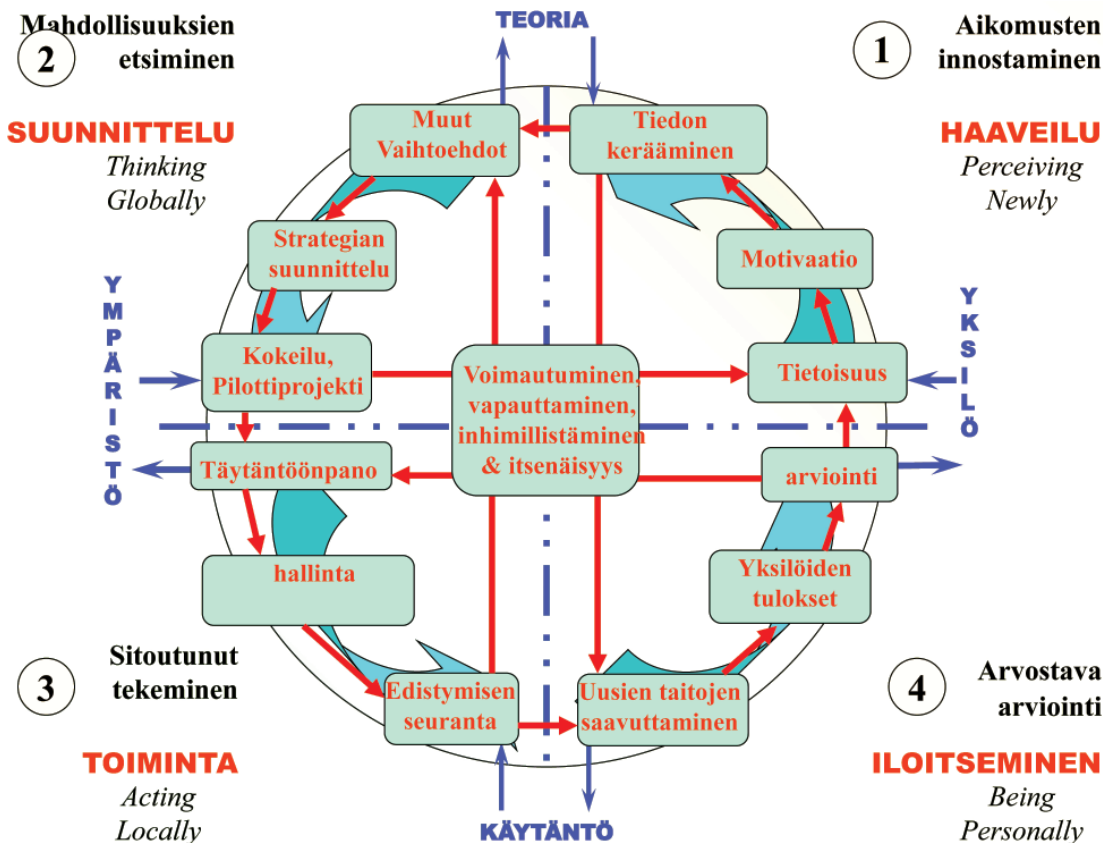 Mahdollisuuksien
etsiminen
2
SUUNNITTELU
Thinking
Globally
TEORIA
1
Aikomusten
innostaminen
HAAVEILU
Perceiving
Newly
Muut
Vaihtoehdot
Tiedon
kerääminen
Strategian
suunnittelu
Motivaatio
YMPÄRISTÖ
YKSILÖ
Kokeilu,
Pilottiprojekti
Voimautuminen,
vapauttaminen,
inhimillistäminen
& itsenäisyys
Tietoisuus
Täytäntöönpano
arviointi
hallinta
Yksilöiden
tulokset
Edistymisen
seuranta
Uusien taitojen
saavuttaminen
3
Sitoutunut
tekeminen
TOIMINTA
Acting
Locally
KÄYTÄNTÖ
4
Arvostava
arviointi
ILOITSEMINEN
Being
Personally